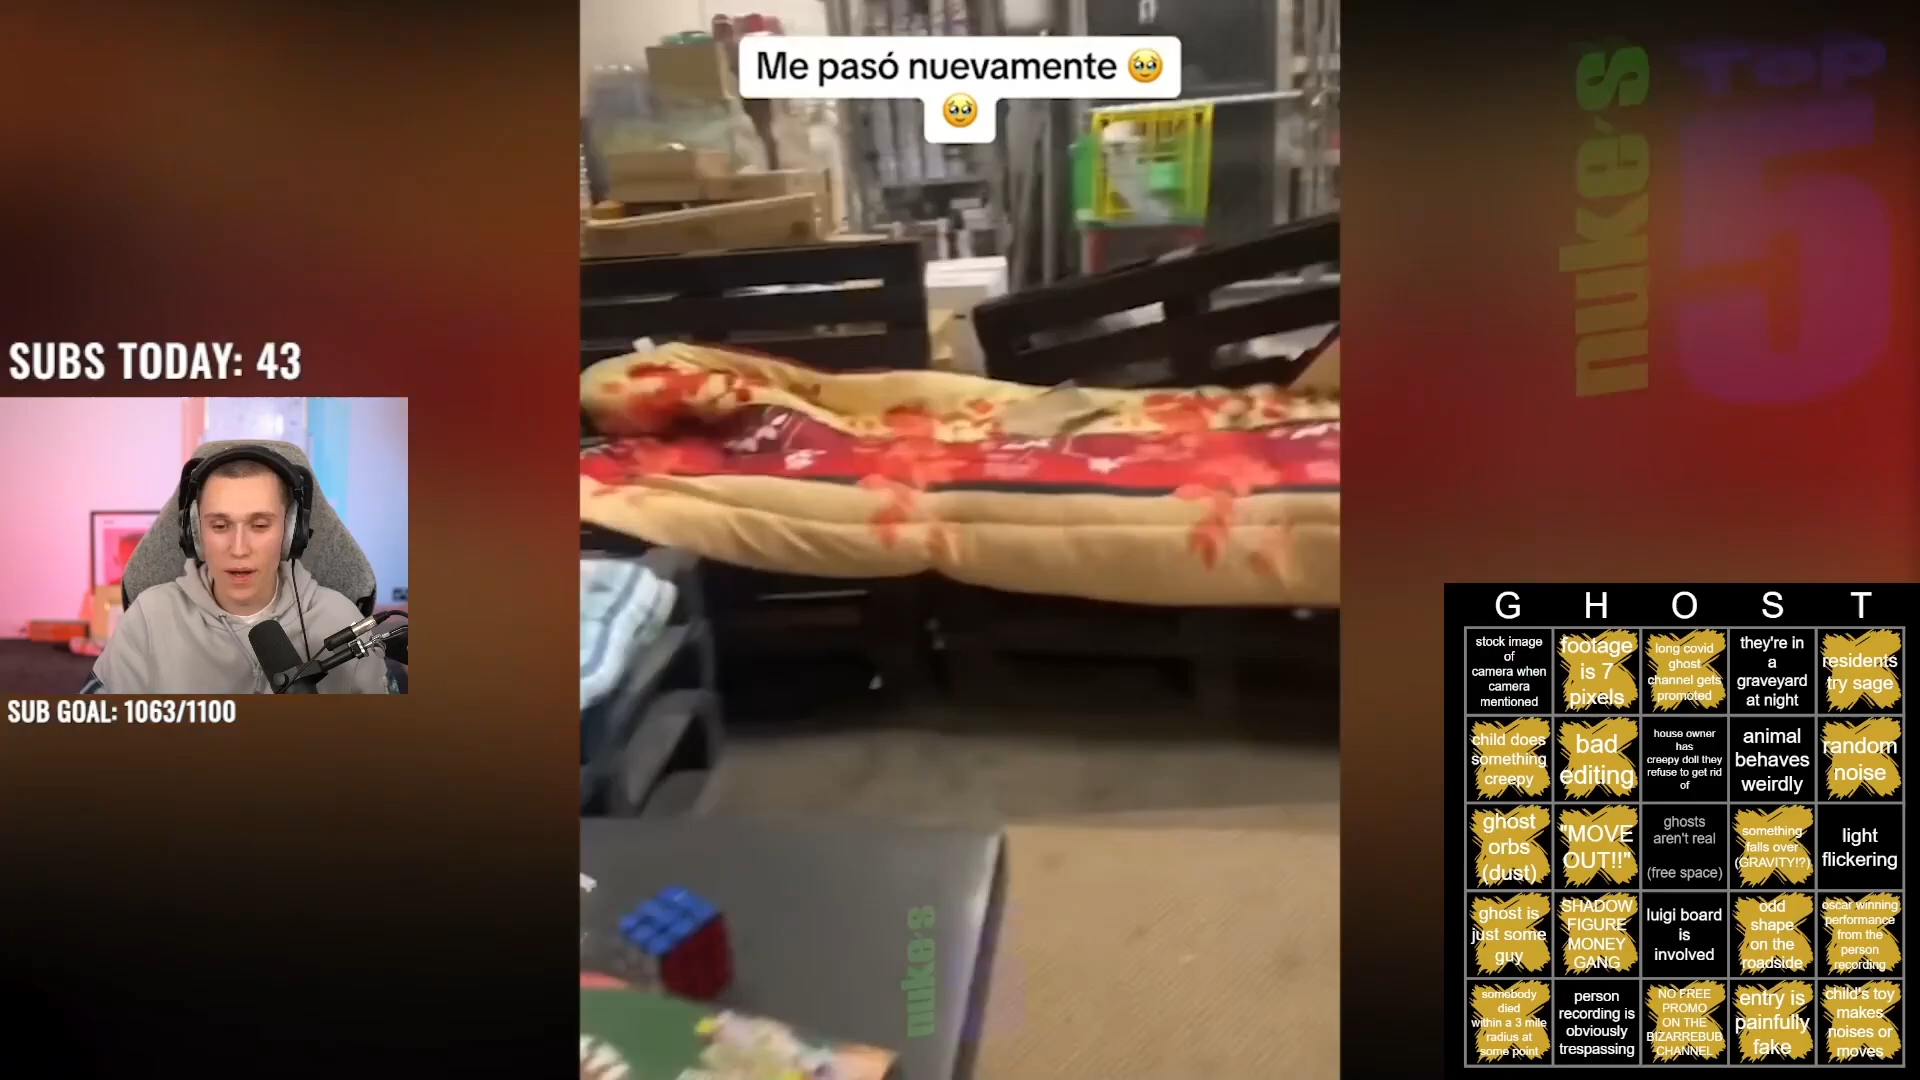 Me pasó nuevamente 🥹
🥹
nuke's
TOP
5
SUBS TODAY: 43
SUB GOAL: 1063/1100
nuke's
G H O S T
stock image
of
camera when
camera
mentioned
footage
is 7
pixels
long covid
ghost
channel gets
promoted
they're in
a
graveyard
at night
residents
try sage
child does
something
creepy
bad
editing
house owner
has
creepy doll they
refuse to get rid
of
animal
behaves
weirdly
random
noise
ghost
orbs
(dust)
"MOVE
OUT!!"
ghosts
aren't real
(free space)
something
falls over
(GRAVITY!?)
light
flickering
ghost is
just some
guy
SHADOW
FIGURE
MONEY
GANG
luigi board
is
involved
odd
shape
on the
roadside
oscar winning
performance
from the
person
recording
somebody
died
within a 3 mile
radius at
some point
person
recording is
obviously
trespassing
NO FREE
PROMO
ON THE
BIZARREBUB
CHANNEL
entry is
painfully
fake
child's toy
makes
noises or
moves